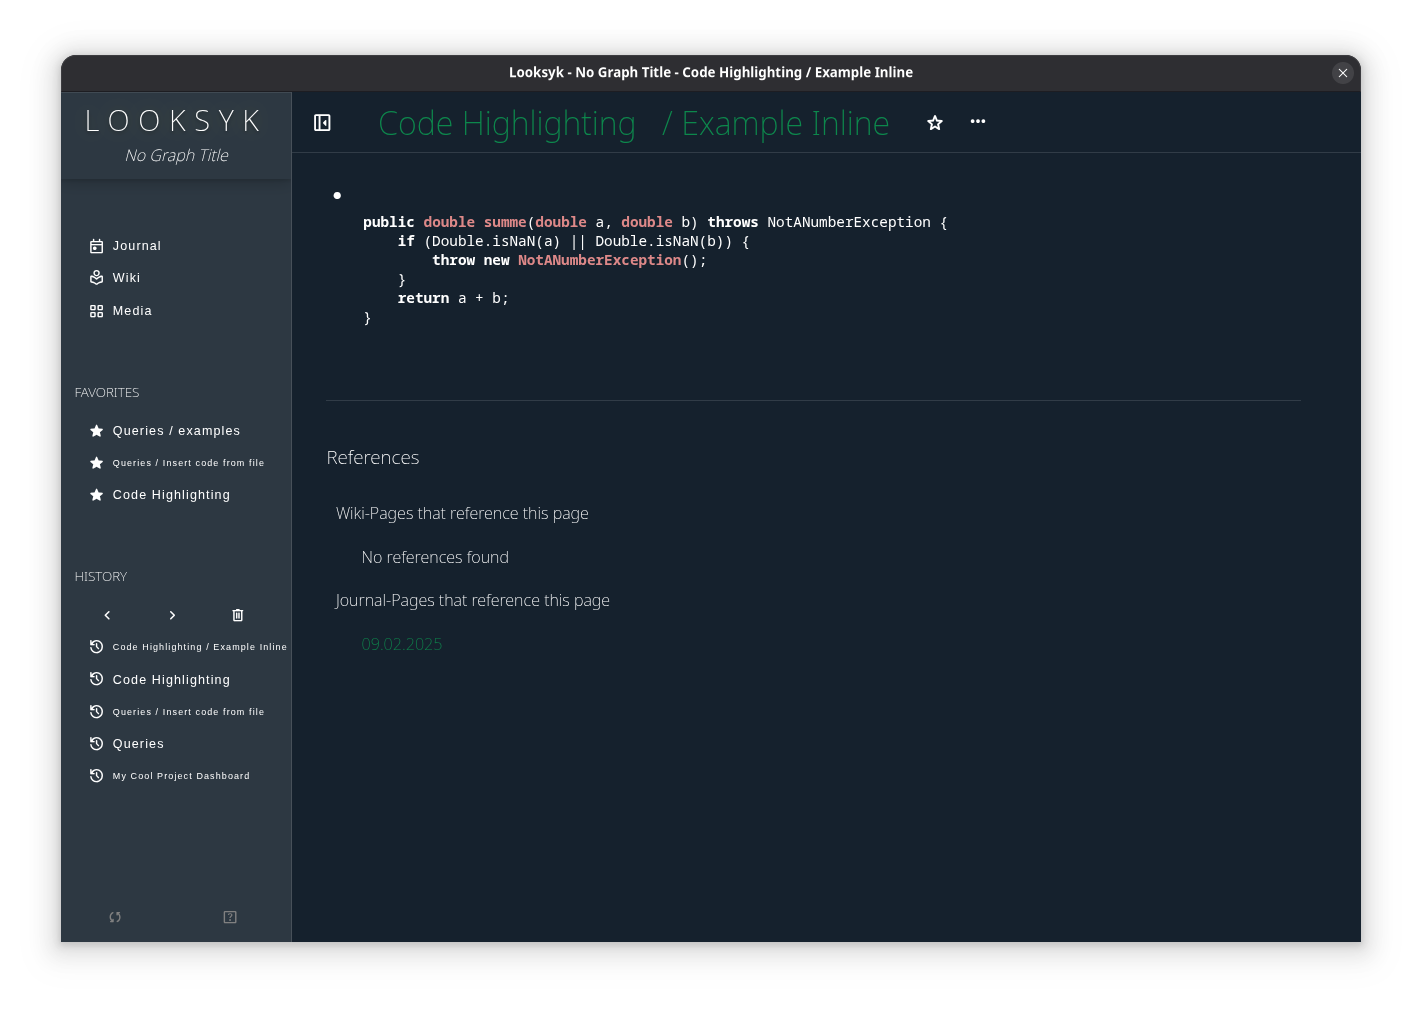 Looksyk - No Graph Title - Code Highlighting / Example Inline
LOOKSYK
No Graph Title
Journal
Wiki
Media
FAVORITES
Queries / examples
Queries / Insert code from file
Code Highlighting
HISTORY
Code Highlighting / Example Inline
Code Highlighting
Queries / Insert code from file
Queries
My Cool Project Dashboard
Code Highlighting / Example Inline
public double summe(double a, double b) throws NotANumberException {
    if (Double.isNaN(a) || Double.isNaN(b)) {
        throw new NotANumberException();
    }
    return a + b;
}
References
Wiki-Pages that reference this page
No references found
Journal-Pages that reference this page
09.02.2025